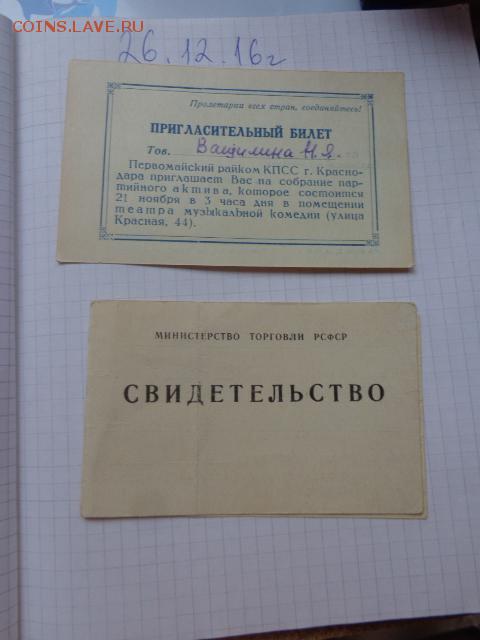 COINS.LAVE.RU
26.12.16г
Пролетарии всех стран, соединяйтесь!
ПРИГЛАСИТЕЛЬНЫЙ БИЛЕТ
Тов. Ващилина Н.Я.
Первомайский райком КПСС г. Красно-
дара приглашает Вас на собрание пар-
тийного актива, которое состоится
21 ноября в 3 часа дня в помещении
театра музыкальной комедии (улица
Красная, 44).
МИНИСТЕРСТВО ТОРГОВЛИ РСФСР
СВИДЕТЕЛЬСТВО